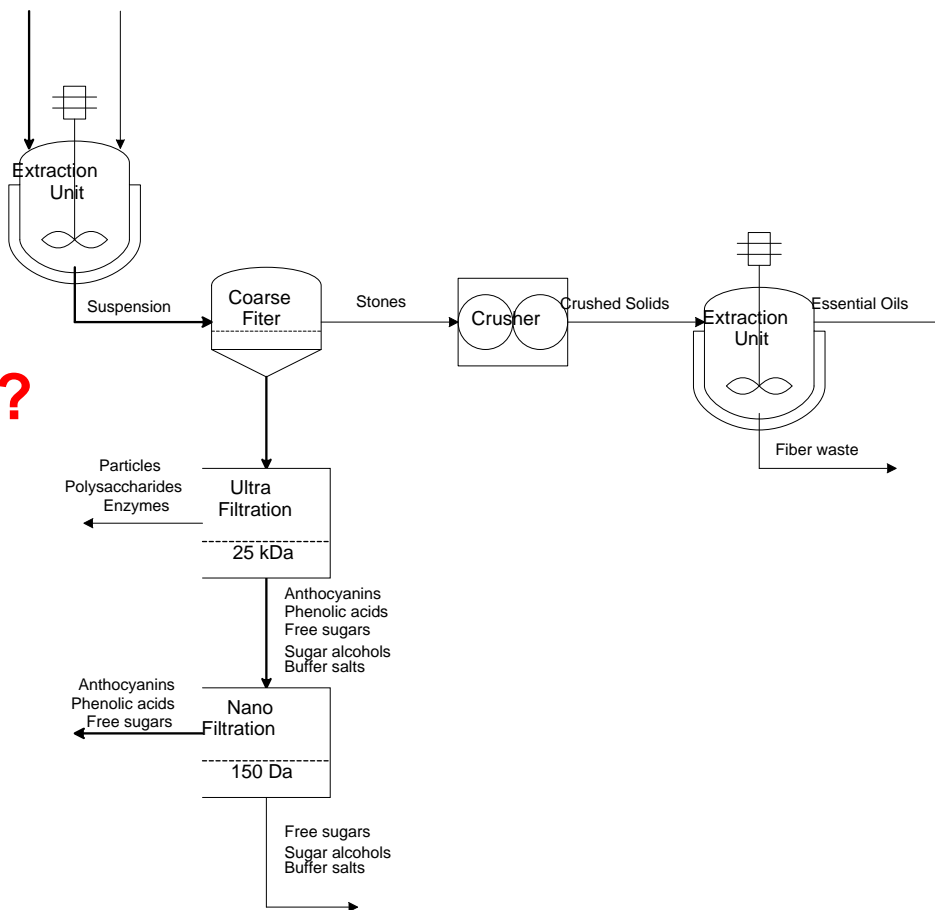 Extraction
Unit
Suspension
Coarse
Fiter
Stones
Crusher
Crushed Solids
Extraction
Unit
Essential Oils
Fiber waste
?
Particles
Polysaccharides
Enzymes
Ultra
Filtration
25 kDa
Anthocyanins
Phenolic acids
Free sugars
Sugar alcohols
Buffer salts
Anthocyanins
Phenolic acids
Free sugars
Nano
Filtration
150 Da
Free sugars
Sugar alcohols
Buffer salts